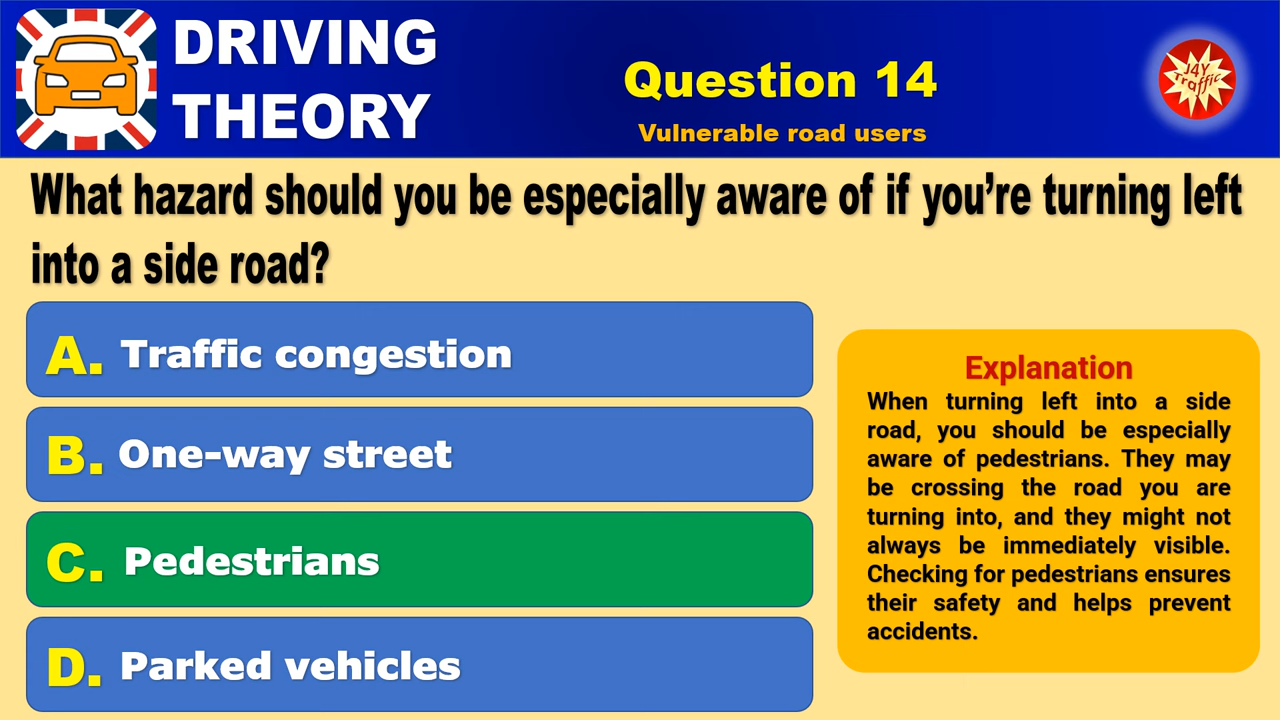 DRIVING
THEORY
Question 14
Vulnerable road users
J4Y
Traffic
What hazard should you be especially aware of if you’re turning left
into a side road?
A. Traffic congestion
B. One-way street
C. Pedestrians
D. Parked vehicles
Explanation
When turning left into a side
road, you should be especially
aware of pedestrians. They may
be crossing the road you are
turning into, and they might not
always be immediately visible.
Checking for pedestrians ensures
their safety and helps prevent
accidents.